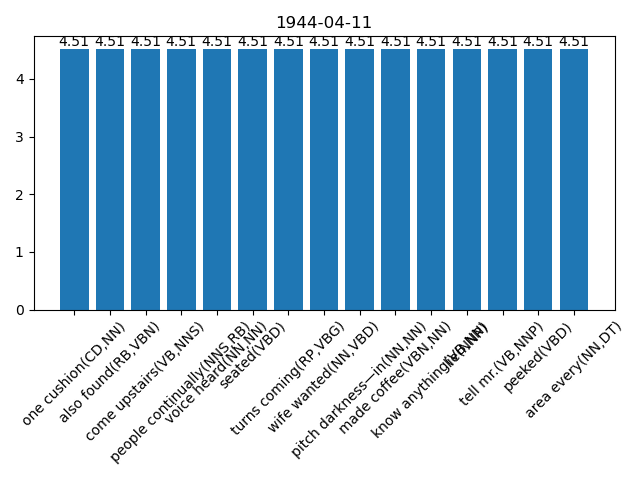 1944-04-11
4.51 4.51 4.51 4.51 4.51 4.51 4.51 4.51 4.51 4.51 4.51 4.51 4.51 4.51 4.51
4
3
2
1
0
one cushion(CD,NN)
also found(RB,VBN)
come upstairs(VB,NNS)
people continually(NNS,RB)
voice heard(NN,NN)
seated(VBD)
turns coming(RP,VBG)
wife wanted(NN,VBD)
pitch darkness—in(NN,NN)
made coffee(VBN,NN)
know anything(VB,NN)
tell mr.(VB,NNP)
peeked(VBD)
area every(NN,DT)